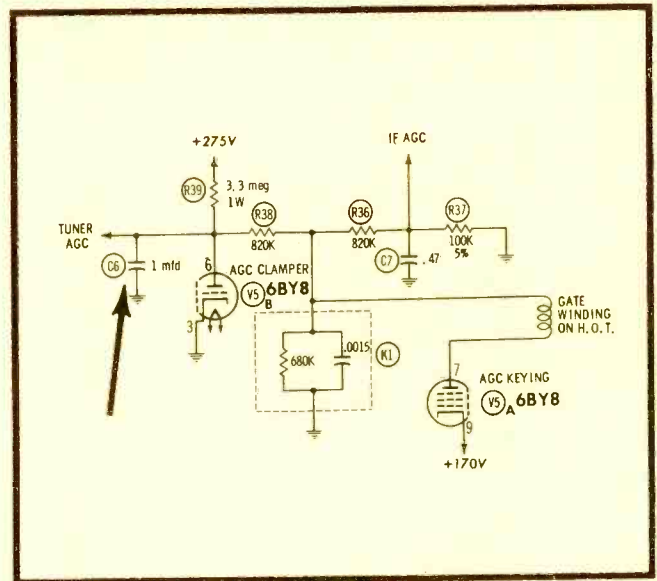 +275V
IF AGC
R39
3.3 meg
1W
R38
R36
R37
TUNER
AGC
820K
820K
100K
5%
C6
1 mfd
6
AGC CLAMPER
C7
.47
V5 B 6BY8
3
GATE
WINDING
ON H.O.T.
680K
.0015
K1
7
AGC KEYING
V5 A 6BY8
9
+170V